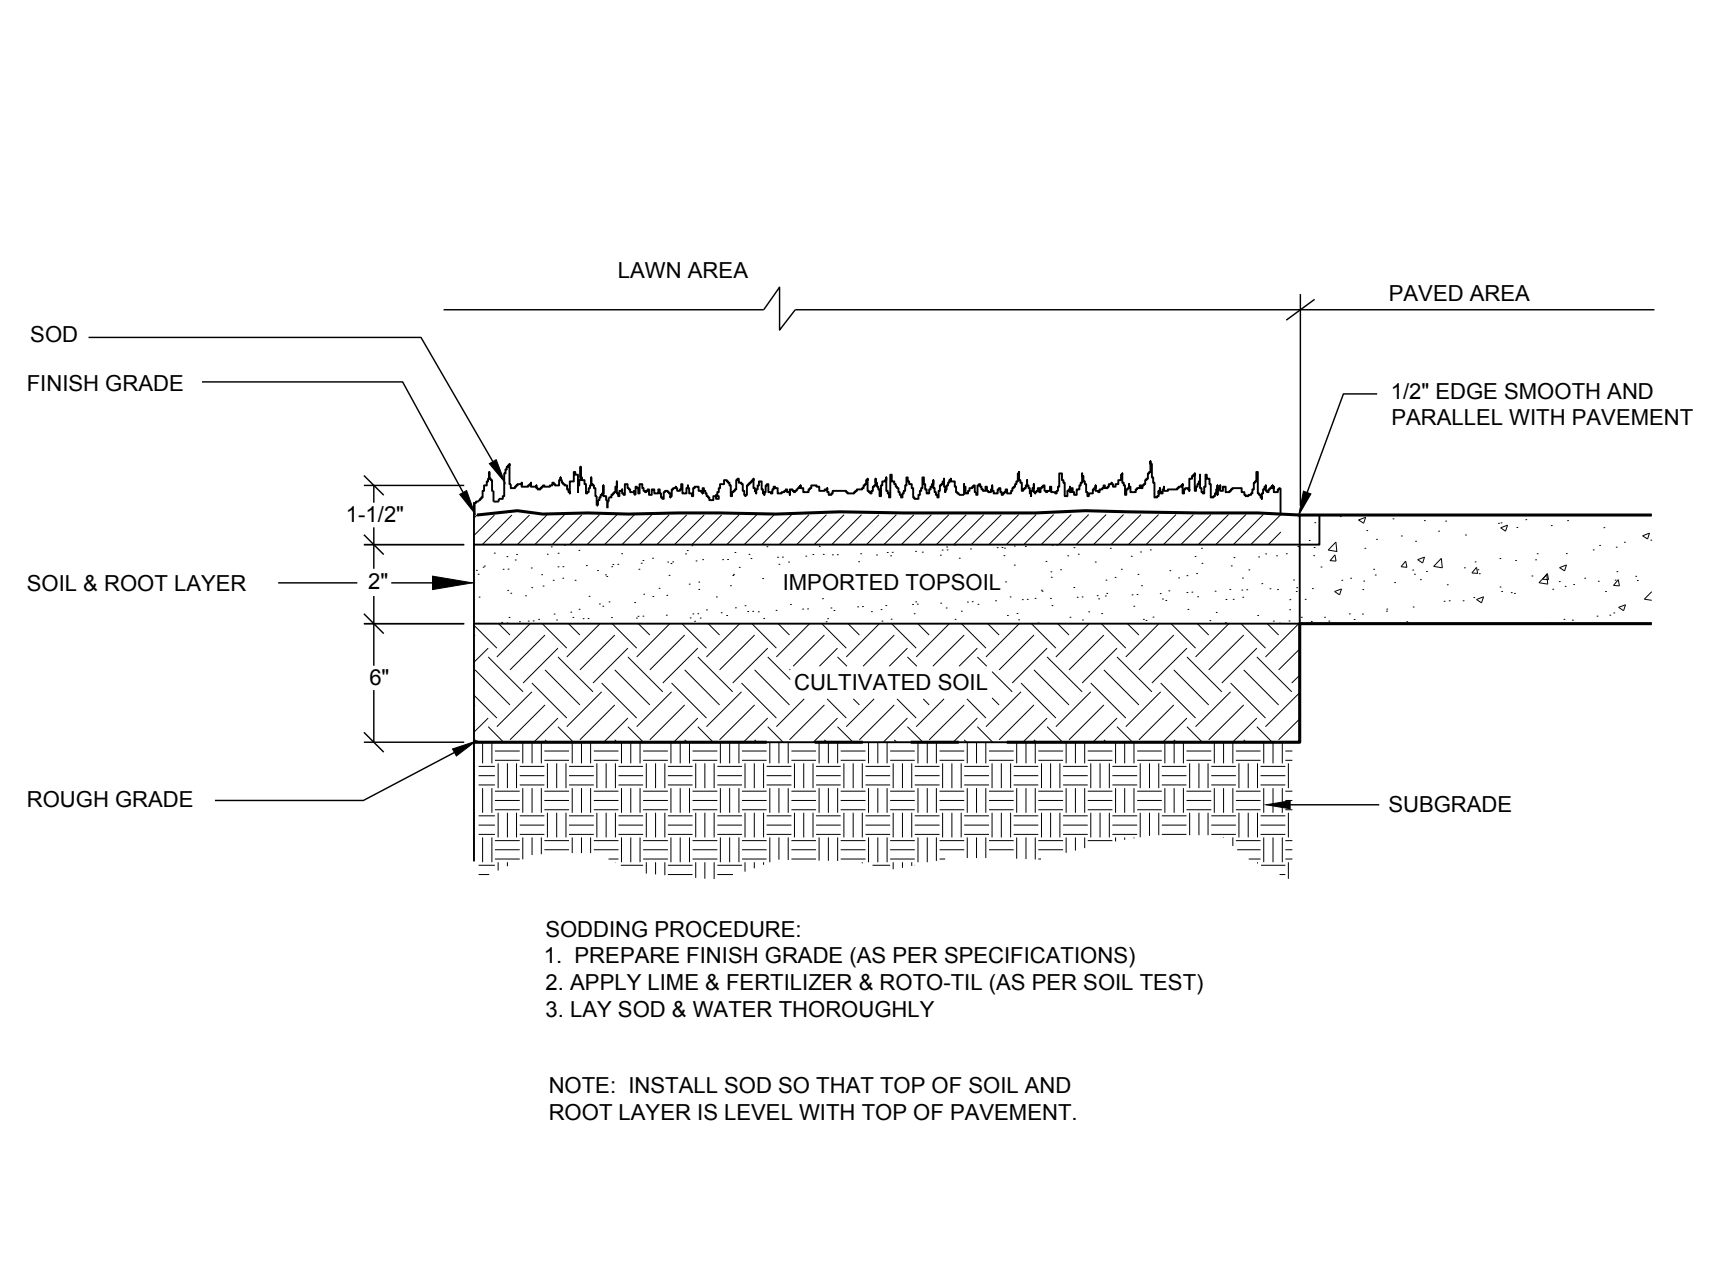 LAWN AREA
PAVED AREA
SOD
FINISH GRADE
1/2" EDGE SMOOTH AND
PARALLEL WITH PAVEMENT
1-1/2"
SOIL & ROOT LAYER
2"
IMPORTED TOPSOIL
6"
CULTIVATED SOIL
ROUGH GRADE
SUBGRADE
SODDING PROCEDURE:
1. PREPARE FINISH GRADE (AS PER SPECIFICATIONS)
2. APPLY LIME & FERTILIZER & ROTO-TIL (AS PER SOIL TEST)
3. LAY SOD & WATER THOROUGHLY
NOTE: INSTALL SOD SO THAT TOP OF SOIL AND
ROOT LAYER IS LEVEL WITH TOP OF PAVEMENT.